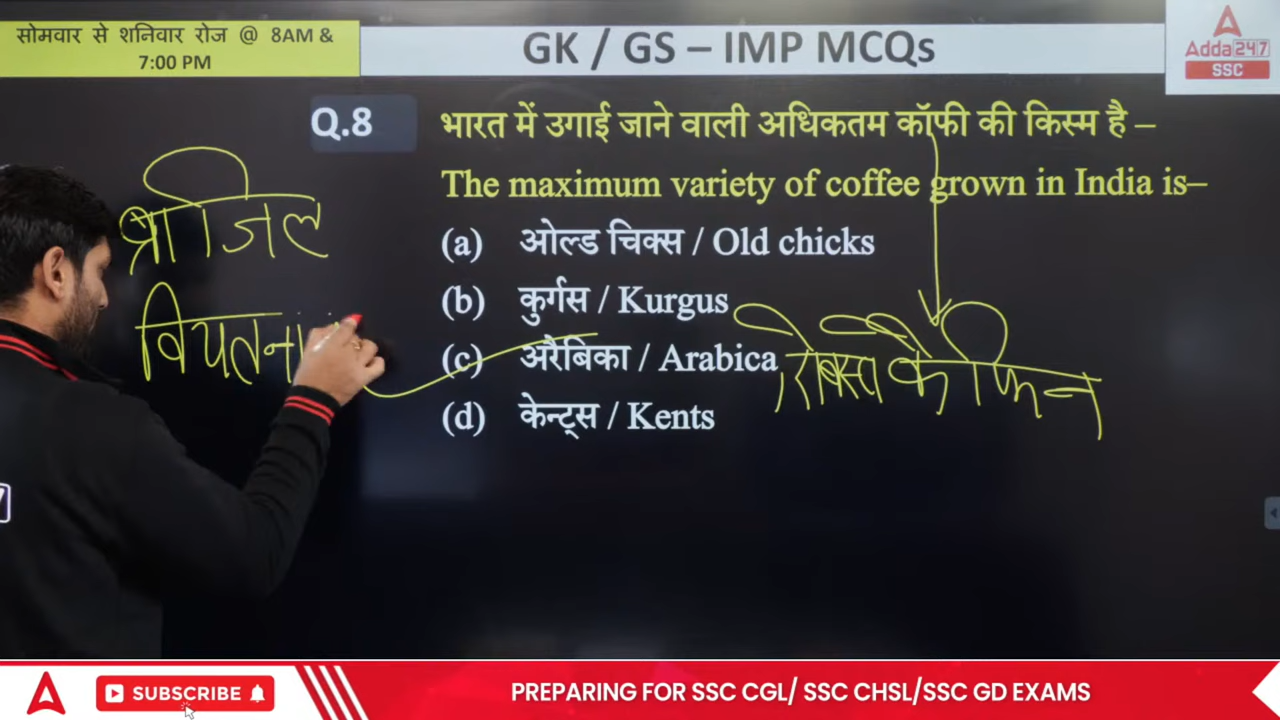 सोमवार से शनिवार रोज @ 8AM &
7:00 PM
GK / GS – IMP MCQs
Adda247
SSC
Q.8
भारत में उगाई जाने वाली अधिकतम कॉफी की किस्म है –
The maximum variety of coffee grown in India is–
(a) ओल्ड चिक्स / Old chicks
(b) कुर्गस / Kurgus
(c) अरैबिका / Arabica
(d) केन्ट्स / Kents
ब्राजिल
वियतना
रोबस्ता कैफिन
7
SUBSCRIBE
PREPARING FOR SSC CGL/ SSC CHSL/SSC GD EXAMS